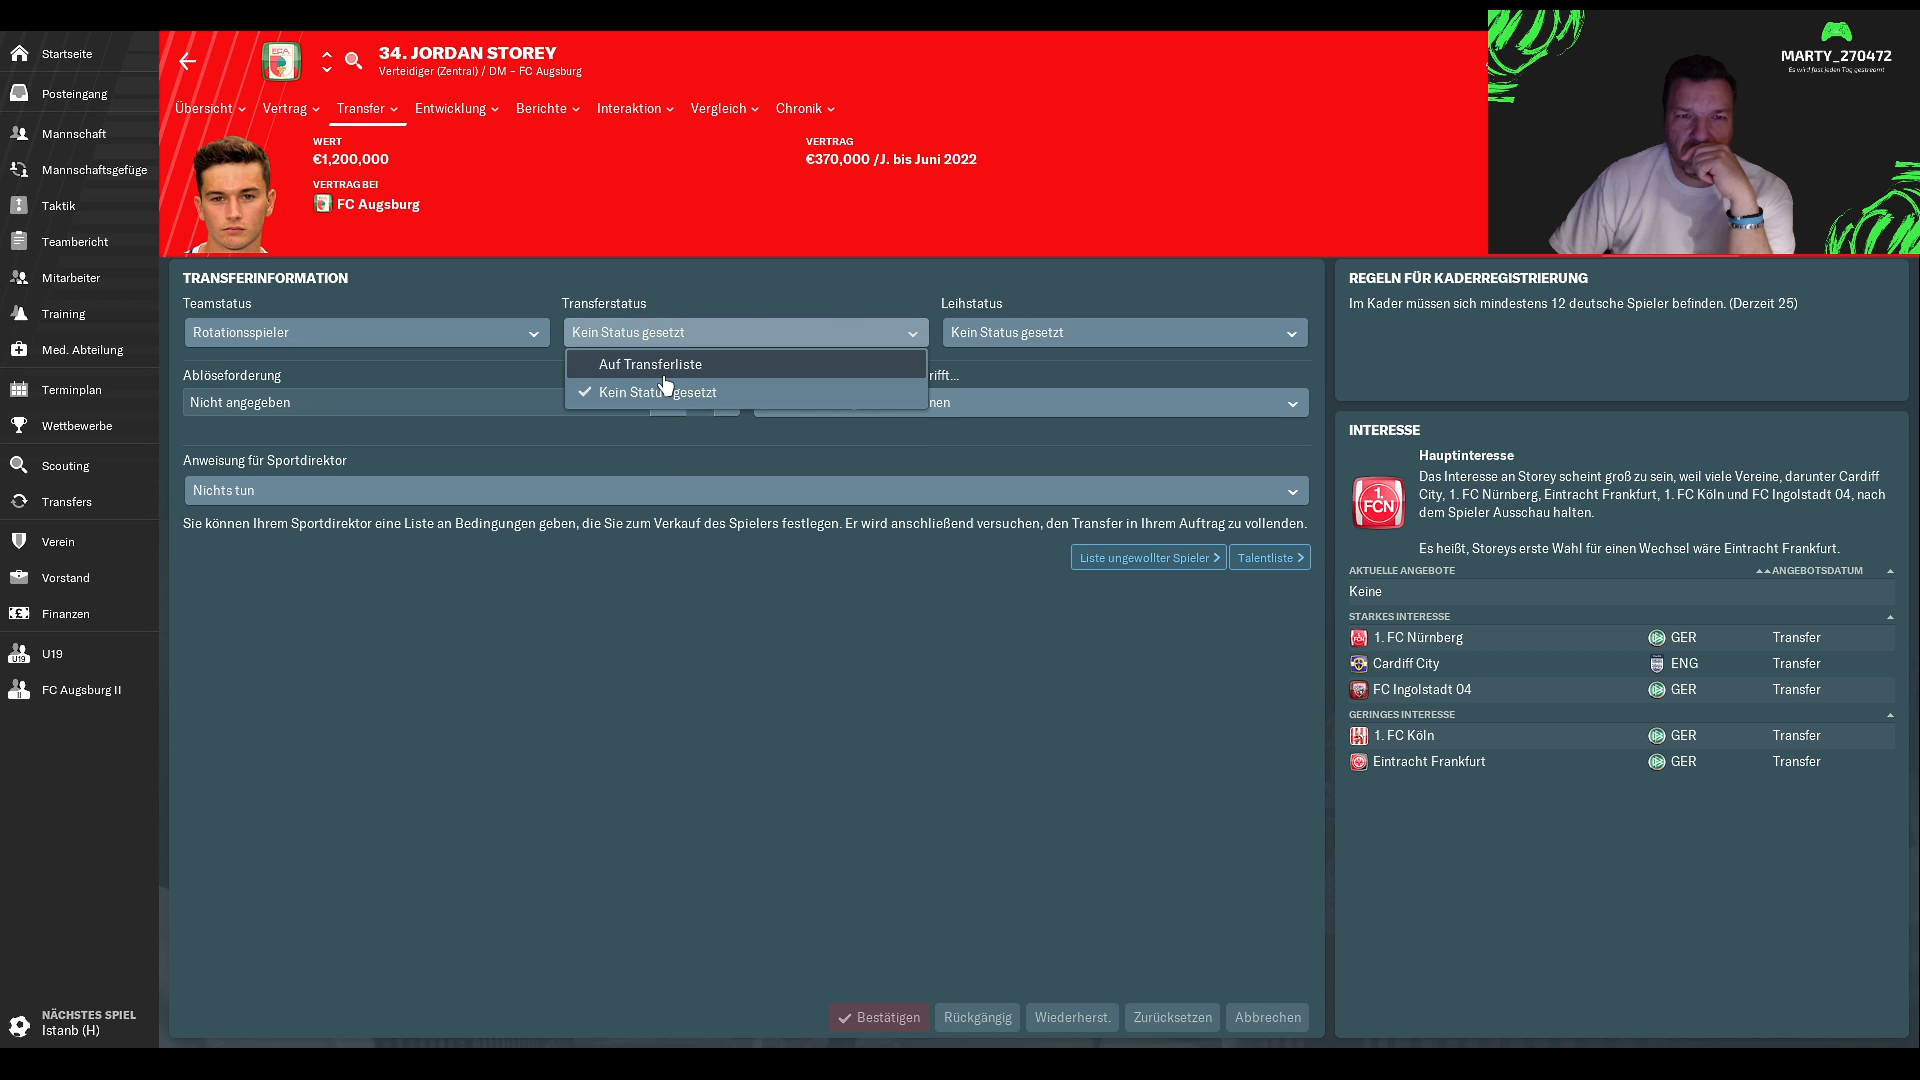 Startseite
Posteingang
Mannschaft
Mannschaftsgefüge
Taktik
Teambericht
Mitarbeiter
Training
Med. Abteilung
Terminplan
Wettbewerbe
Scouting
Transfers
Verein
Vorstand
Finanzen
U19
FC Augsburg II
NÄCHSTES SPIEL
Istanb (H)
34. JORDAN STOREY
Verteidiger (Zentral) / DM – FC Augsburg
Übersicht Vertrag Transfer Entwicklung Berichte Interaktion Vergleich Chronik
WERT
€1,200,000
VERTRAG BEI
FC Augsburg
VERTRAG
€370,000 /J. bis Juni 2022
MARTY_270472
Es wird fast jeden Tag gestreamt
TRANSFERINFORMATION
Teamstatus Transferstatus Leihstatus
Rotationsspieler Kein Status gesetzt Kein Status gesetzt
Auf Transferliste
Kein Status gesetzt
Ablöseforderung
Nicht angegeben
Anweisung für Sportdirektor
Nichts tun
Sie können Ihrem Sportdirektor eine Liste an Bedingungen geben, die Sie zum Verkauf des Spielers festlegen. Er wird anschließend versuchen, den Transfer in Ihrem Auftrag zu vollenden.
Liste ungewollter Spieler Talentliste
Bestätigen Rückgängig Wiederherst. Zurücksetzen Abbrechen
REGELN FÜR KADERREGISTRIERUNG
Im Kader müssen sich mindestens 12 deutsche Spieler befinden. (Derzeit 25)
INTERESSE
Hauptinteresse
Das Interesse an Storey scheint groß zu sein, weil viele Vereine, darunter Cardiff
City, 1. FC Nürnberg, Eintracht Frankfurt, 1. FC Köln und FC Ingolstadt 04, nach
dem Spieler Ausschau halten.
Es heißt, Storeys erste Wahl für einen Wechsel wäre Eintracht Frankfurt.
AKTUELLE ANGEBOTE ANGEBOTSDATUM
Keine
STARKES INTERESSE
1. FC Nürnberg GER Transfer
Cardiff City ENG Transfer
FC Ingolstadt 04 GER Transfer
GERINGES INTERESSE
1. FC Köln GER Transfer
Eintracht Frankfurt GER Transfer